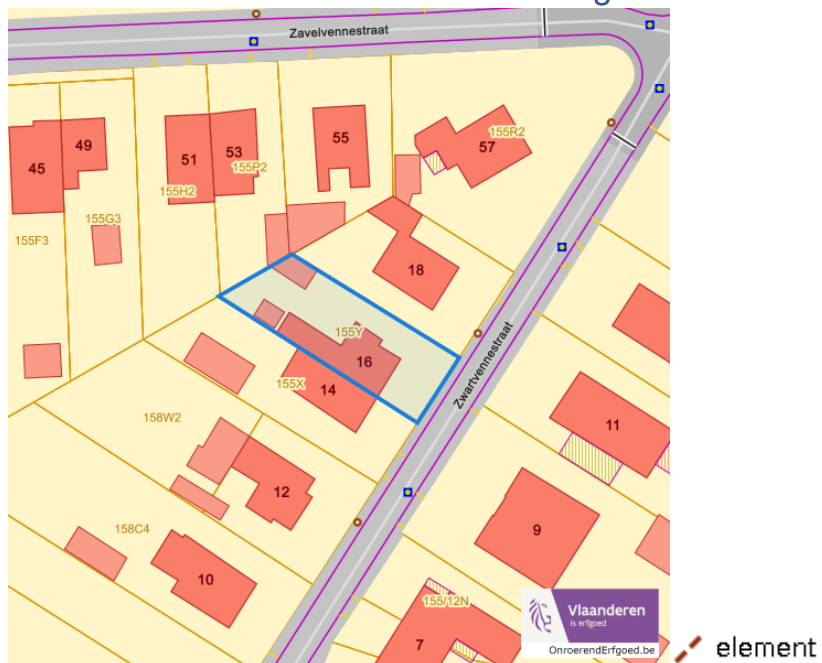 Zavelvennestraat
45
49
51
53
55
57
155R2
155P2
155H2
155G3
155F3
18
155Y
16
Zwartvennestraat
155X
14
158W2
11
12
9
158C4
10
155/12N
7
Vlaanderen
is erfgoed
OnroerendErfgoed.be
element